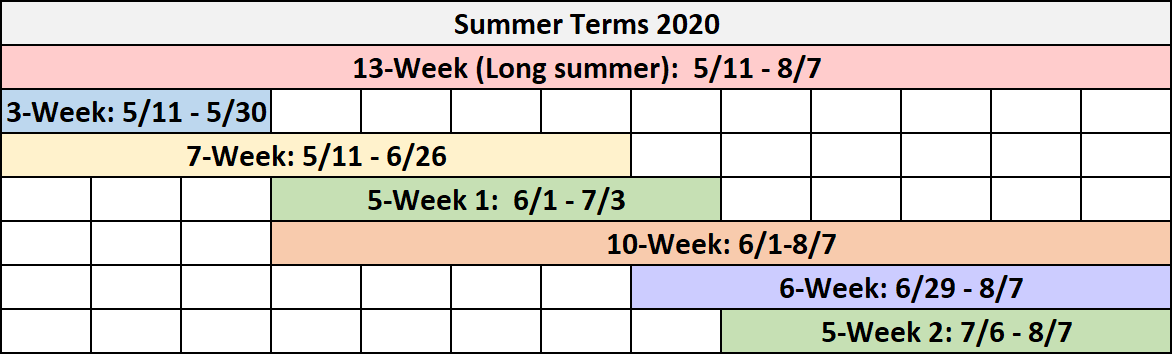 Summer Terms 2020
13-Week (Long summer):  5/11 - 8/7
3-Week: 5/11 - 5/30
7-Week: 5/11 - 6/26
5-Week 1:  6/1 - 7/3
10-Week: 6/1-8/7
6-Week: 6/29 - 8/7
5-Week 2: 7/6 - 8/7